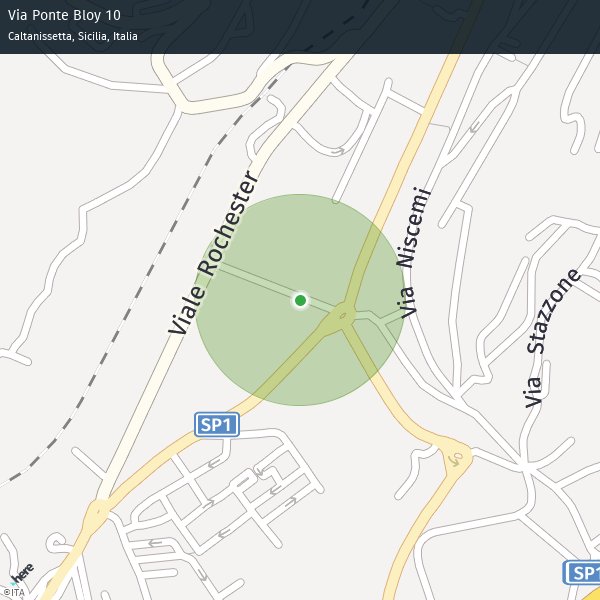 Via Ponte Bloy 10
Caltanissetta, Sicilia, Italia
Viale Rochester
Via Niscemi
Via Stazzone
SP1
SP1
here
©ITA